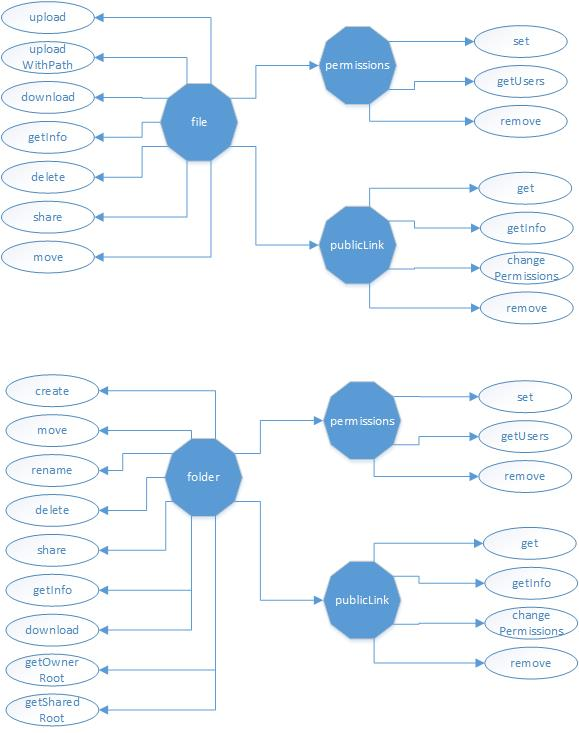 upload
upload
WithPath
download
getInfo
delete
share
move
file
permissions
set
getUsers
remove
publicLink
get
getInfo
change
Permissions
remove
create
move
rename
delete
share
getInfo
download
getOwner
Root
getShared
Root
folder
permissions
set
getUsers
remove
publicLink
get
getInfo
change
Permissions
remove